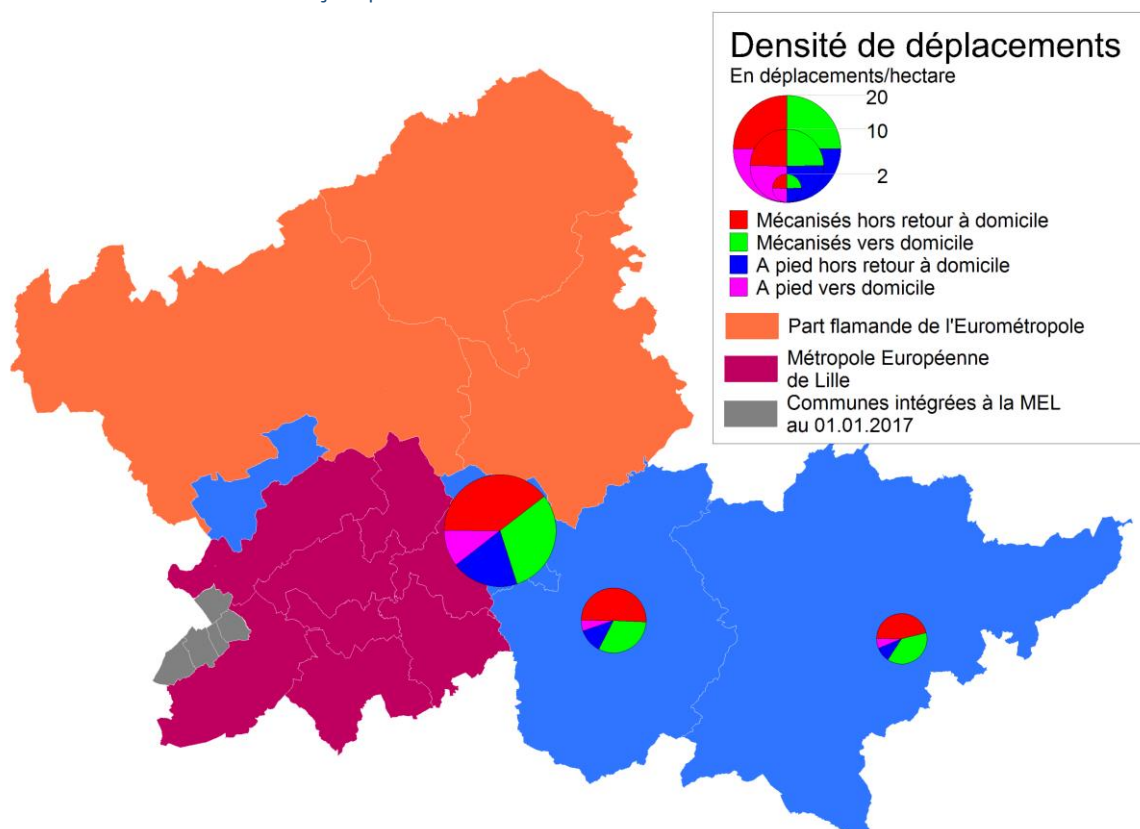 Densité de déplacements
En déplacements/hectare
20
10
2
Mécanisés hors retour à domicile
Mécanisés vers domicile
A pied hors retour à domicile
A pied vers domicile
Part flamande de l'Eurométropole
Métropole Européenne
de Lille
Communes intégrées à la MEL
au 01.01.2017